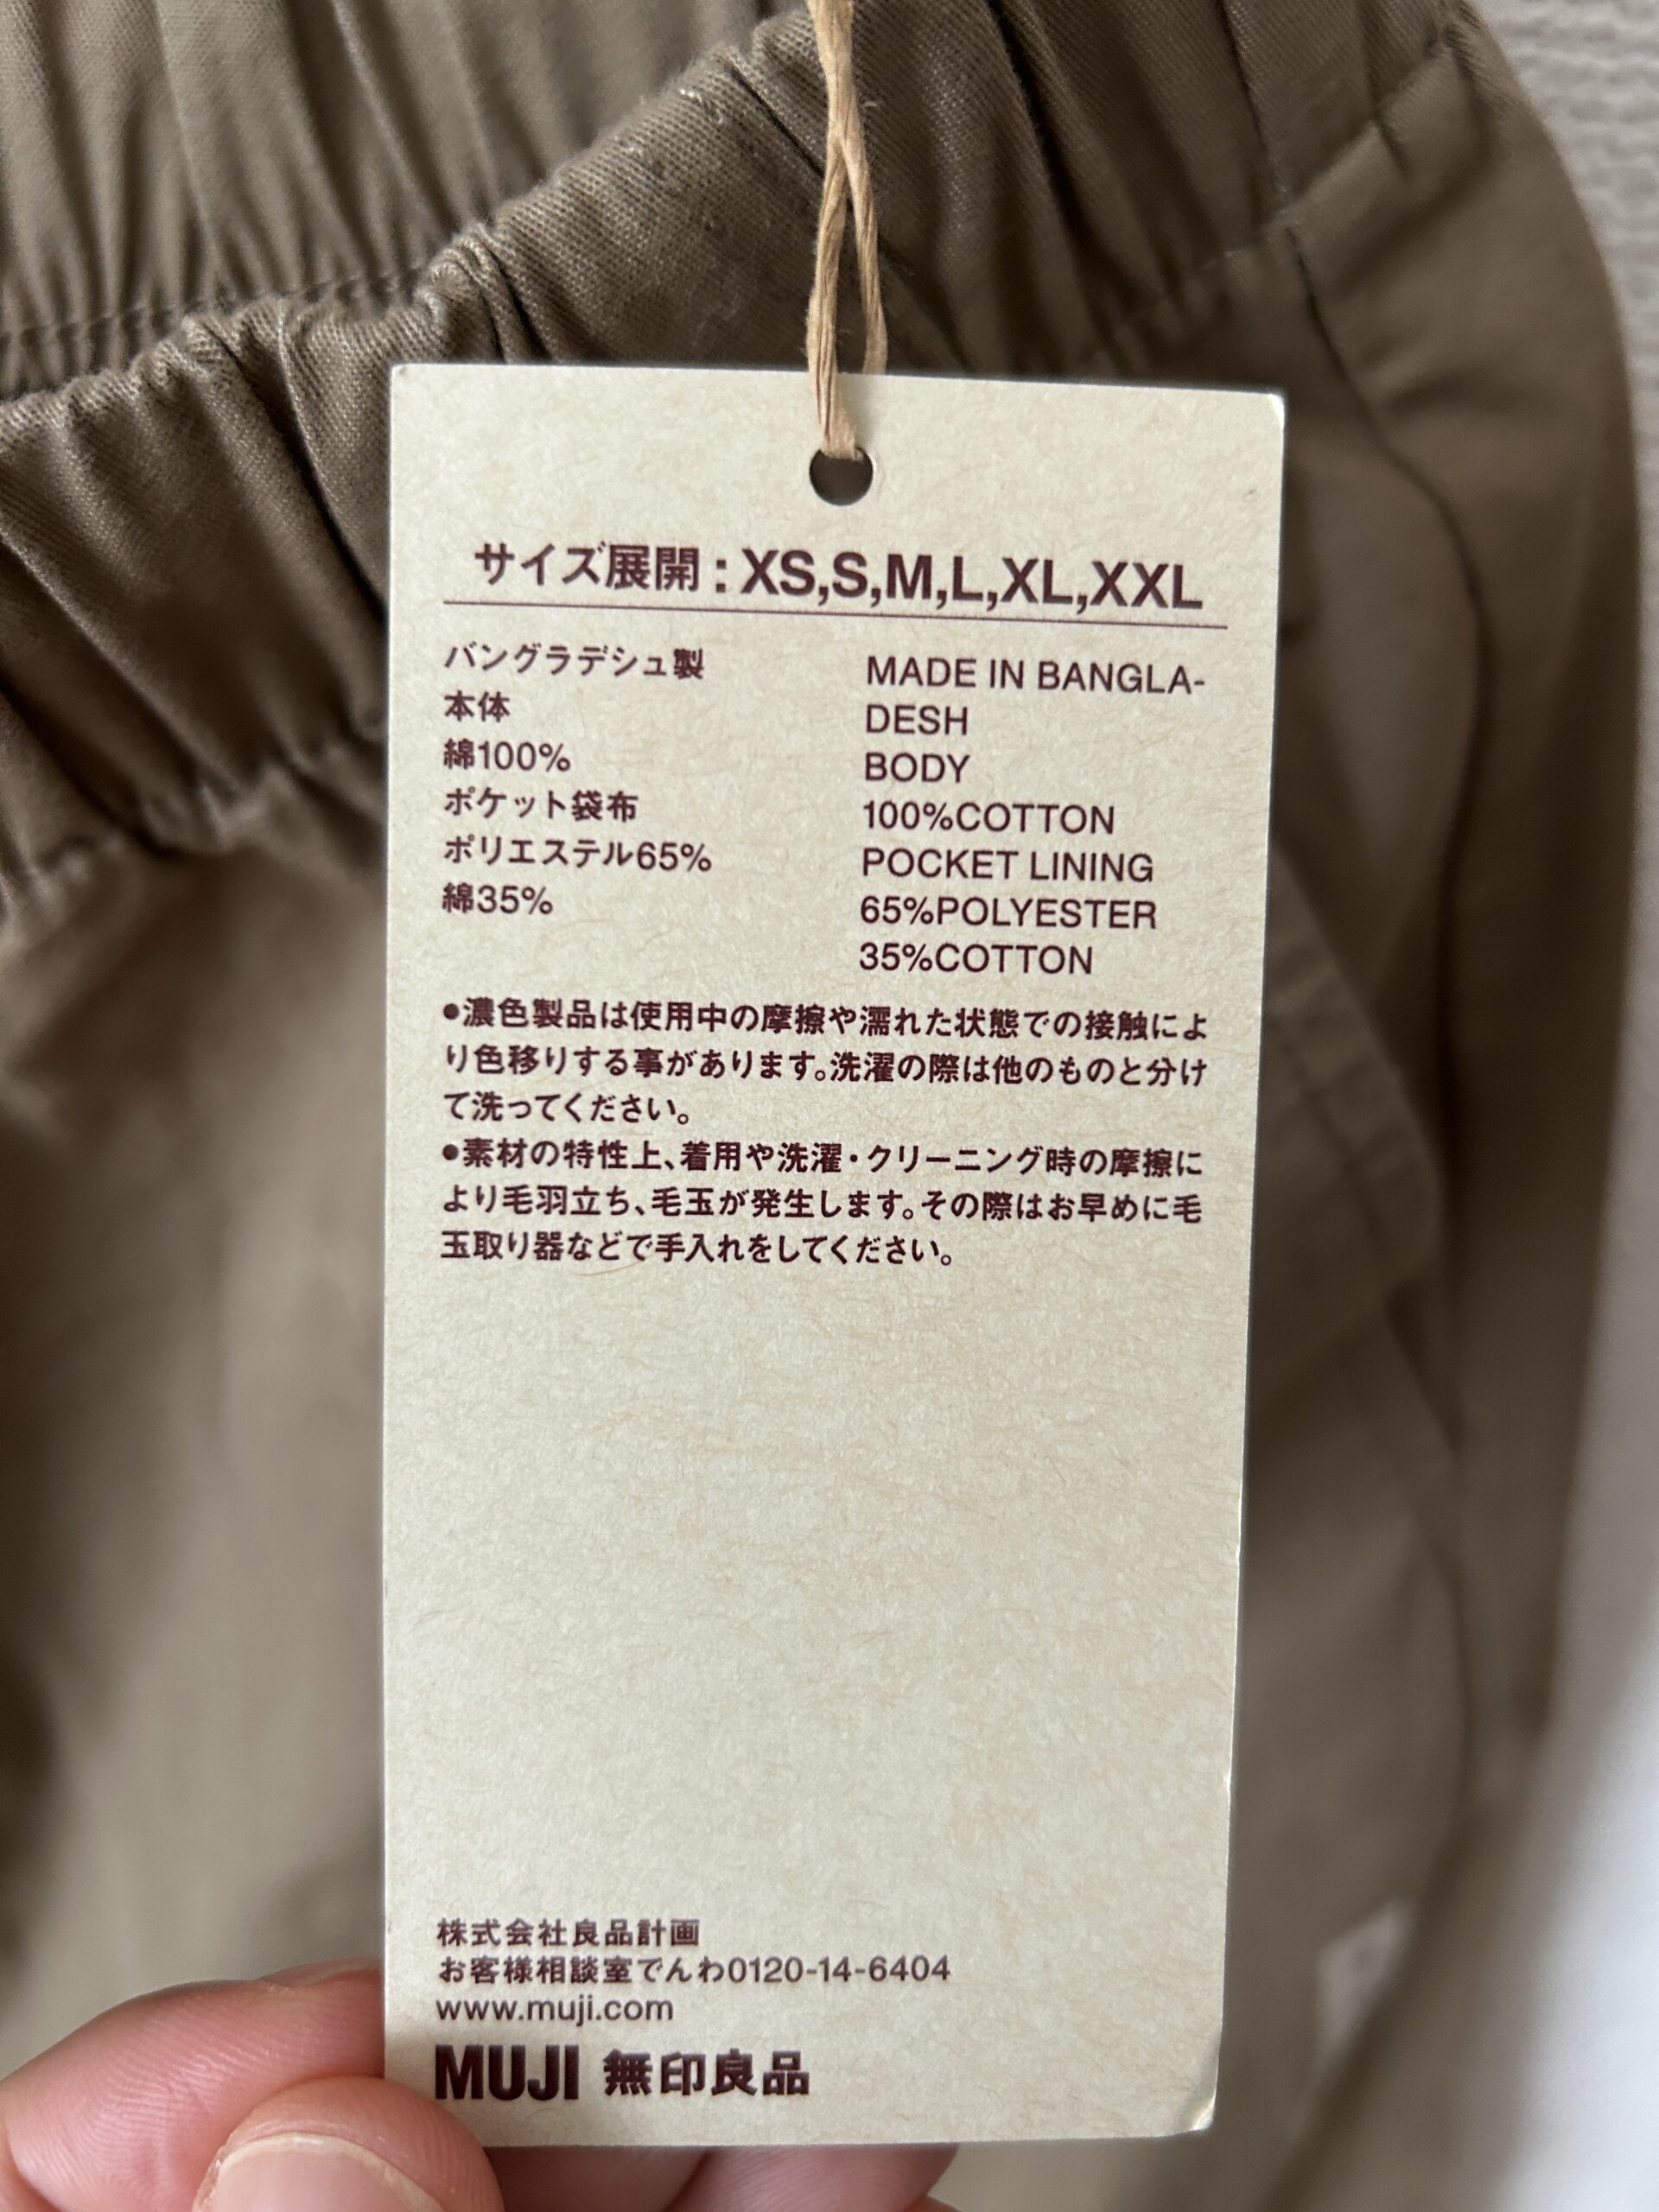 サイズ展開：XS,S,M,L,XL,XXL
バングラデシュ製
本体
綿100%
ポケット袋布
ポリエステル65%
綿35%
MADE IN BANGLA-
DESH
BODY
100%COTTON
POCKET LINING
65%POLYESTER
35%COTTON
●濃色製品は使用中の摩擦や濡れた状態での接触によ
り色移りする事があります。洗濯の際は他のものと分け
て洗ってください。
●素材の特性上、着用や洗濯・クリーニング時の摩擦に
より毛羽立ち、毛玉が発生します。その際はお早めに毛
玉取り器などで手入れをしてください。
株式会社良品計画
お客様相談室でんわ0120-14-6404
www.muji.com
MUJI 無印良品